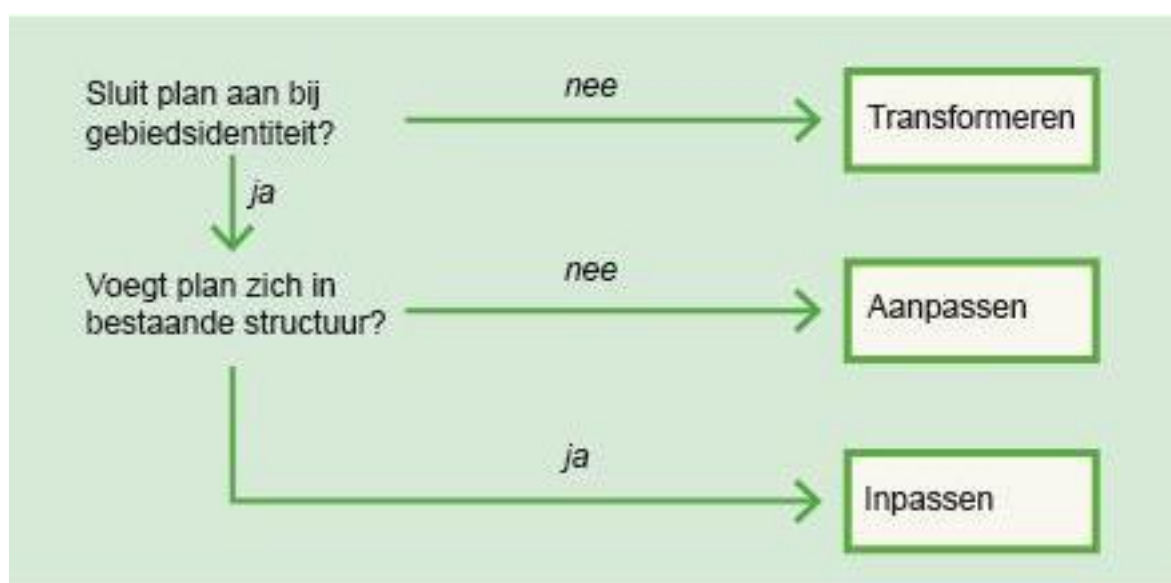 Sluit plan aan bij
gebiedsidentiteit?
nee
Transformeren
ja
Voegt plan zich in
bestaande structuur?
nee
Aanpassen
ja
Inpassen